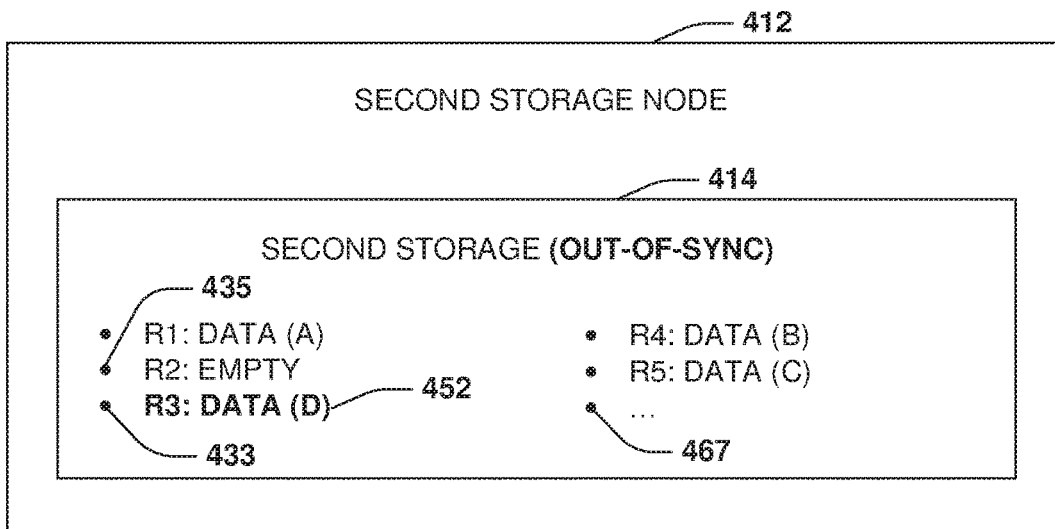 412
SECOND STORAGE NODE
414
SECOND STORAGE (OUT-OF-SYNC)
435
• R1: DATA (A)
• R2: EMPTY
• R3: DATA (D)
452
433
• R4: DATA (B)
• R5: DATA (C)
• ...
467